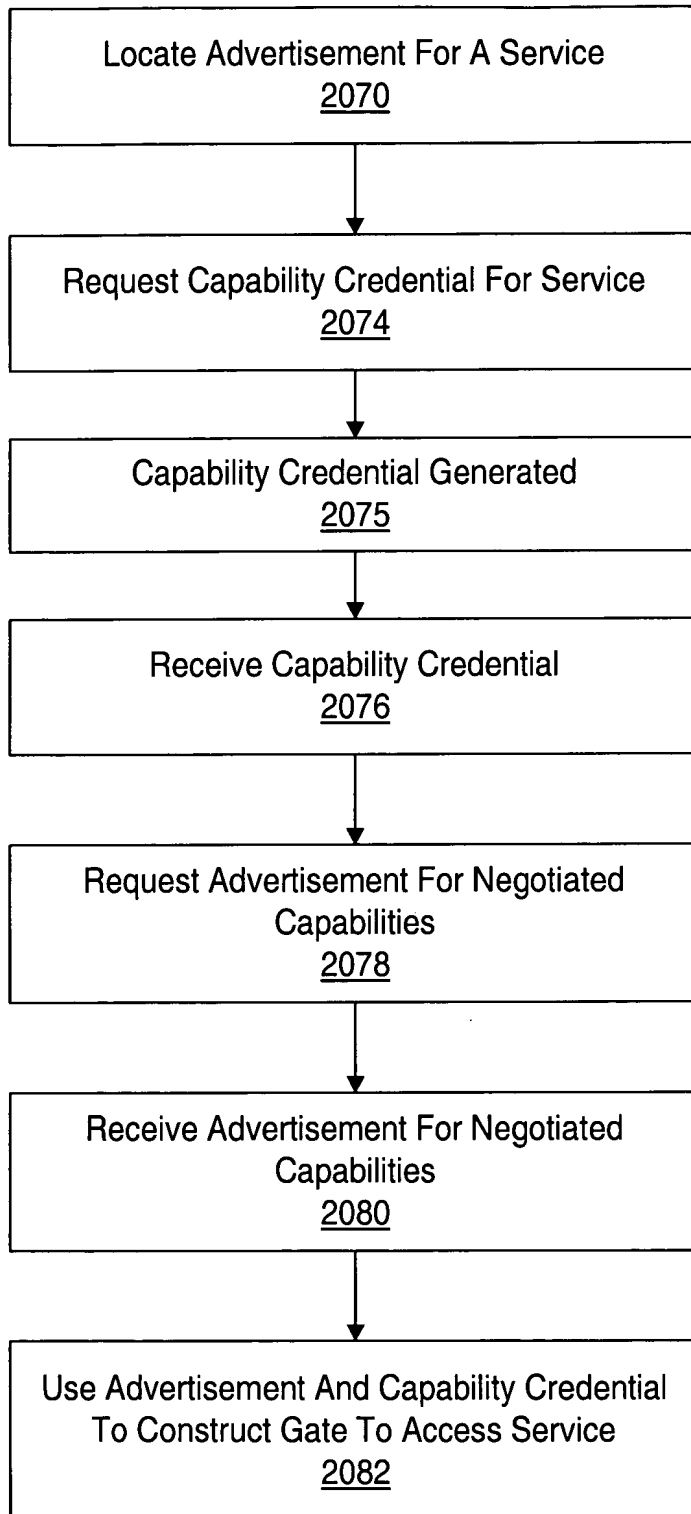 Locate Advertisement For A Service
2070
Request Capability Credential For Service
2074
Capability Credential Generated
2075
Receive Capability Credential
2076
Request Advertisement For Negotiated
Capabilities
2078
Receive Advertisement For Negotiated
Capabilities
2080
Use Advertisement And Capability Credential
To Construct Gate To Access Service
2082